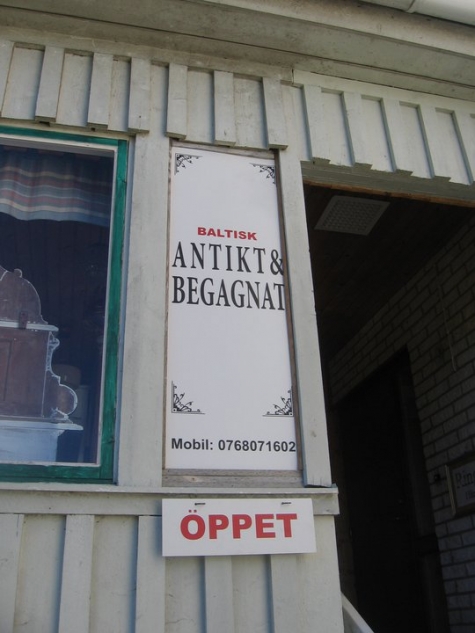 BALTISK
ANTIKT &
BEGAGNAT
Mobil: 0768071602
ÖPPET